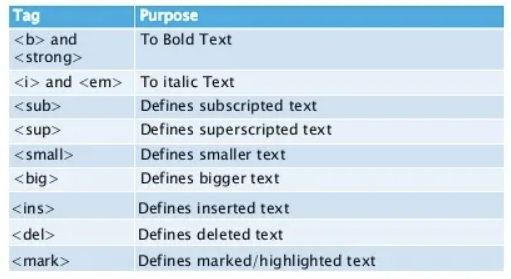 Tag Purpose
<b> and To Bold Text
<strong>
<i> and <em> To italic Text
<sub> Defines subscripted text
<sup> Defines superscripted text
<small> Defines smaller text
<big> Defines bigger text
<ins> Defines inserted text
<del> Defines deleted text
<mark> Defines marked/highlighted text